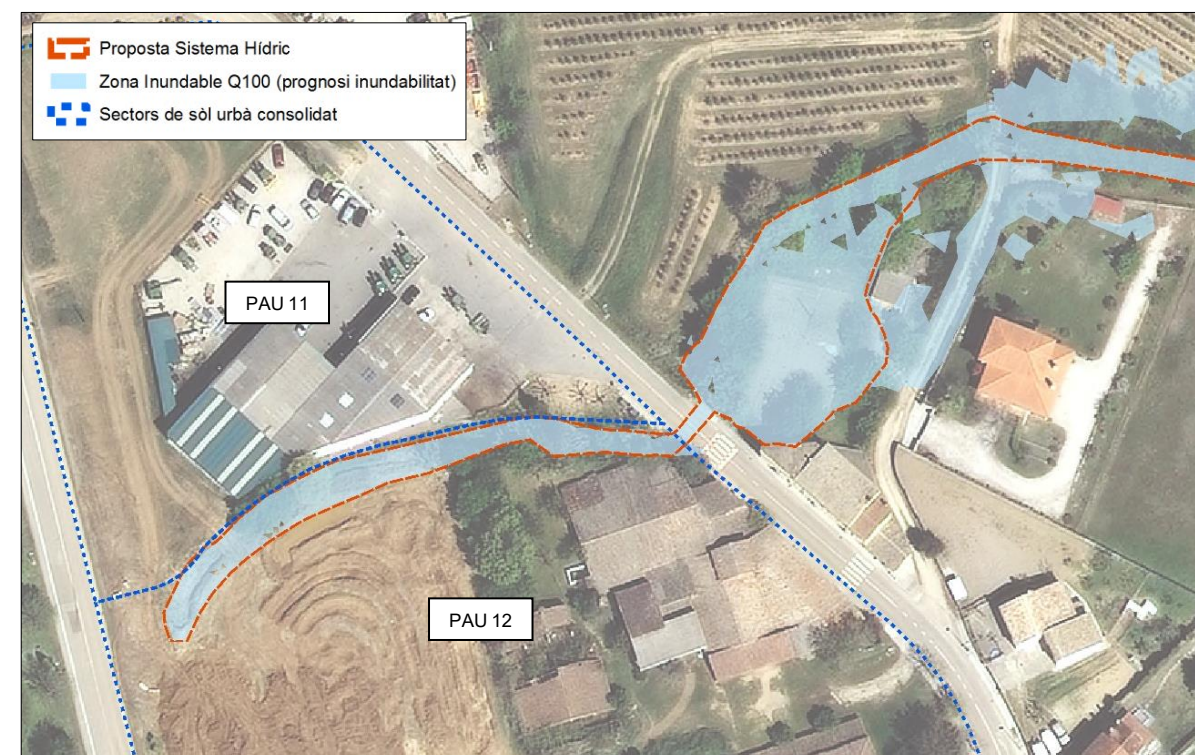 Proposta Sistema Hídric
Zona Inundable Q100 (prognosi inundabilitat)
Sectors de sòl urbà consolidat
PAU 11
PAU 12